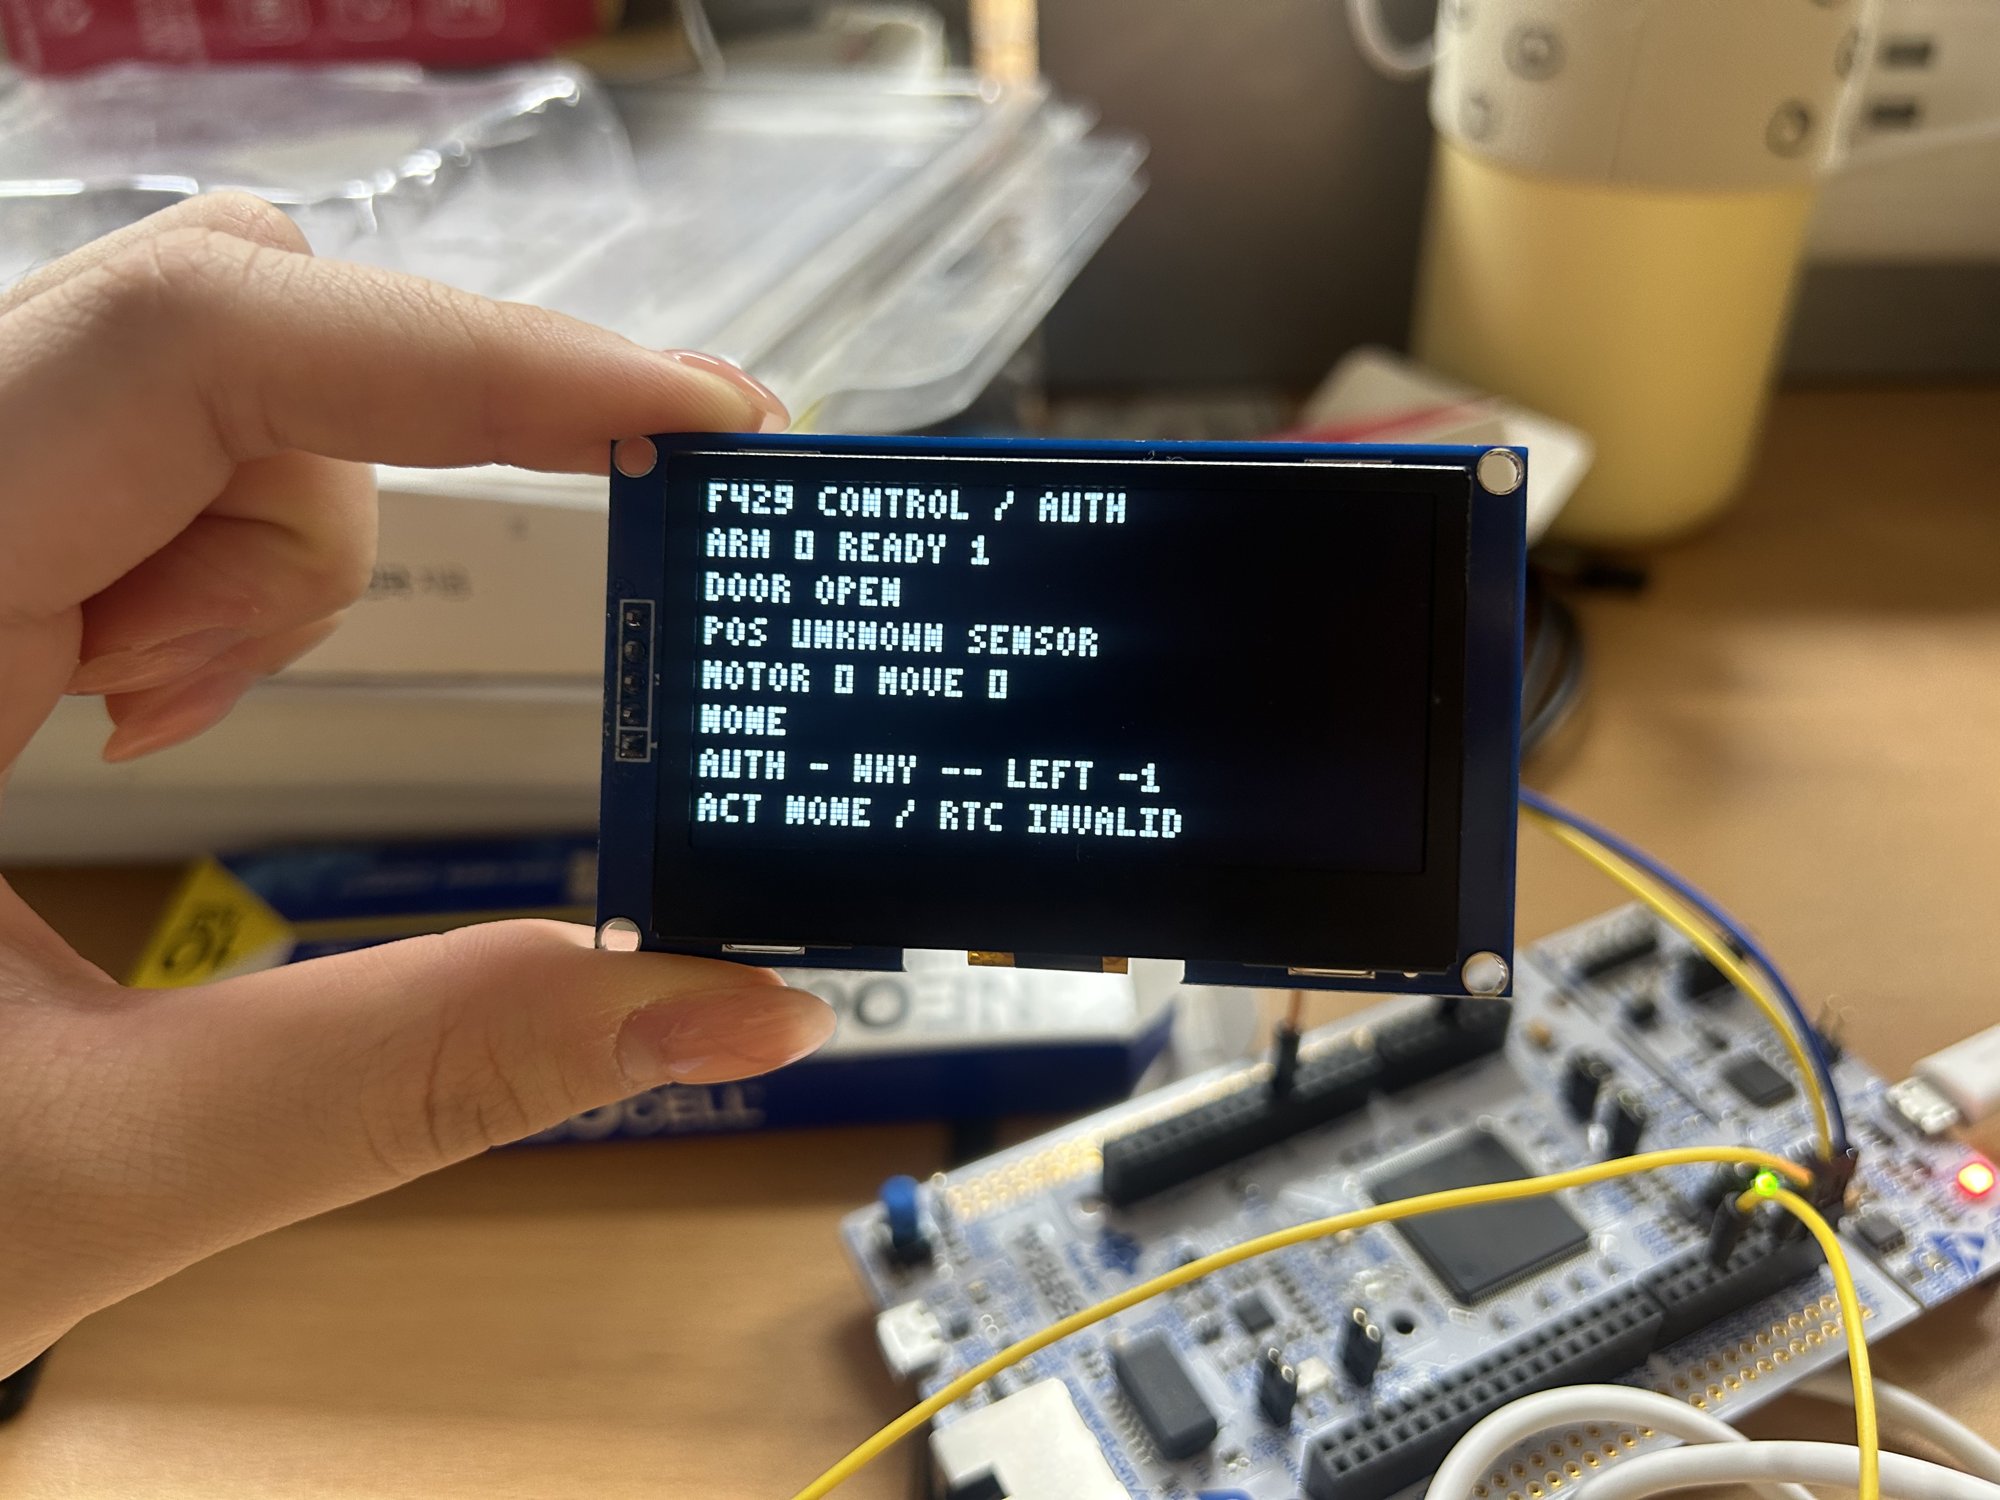 F429 CONTROL / AUTH
ARM 0 READY 1
DOOR OPEN
POS UNKNOWN SENSOR
MOTOR 0 MOVE 0
NONE
AUTH - WHY -- LEFT -1
ACT NONE / RTC INVALID
OCELL